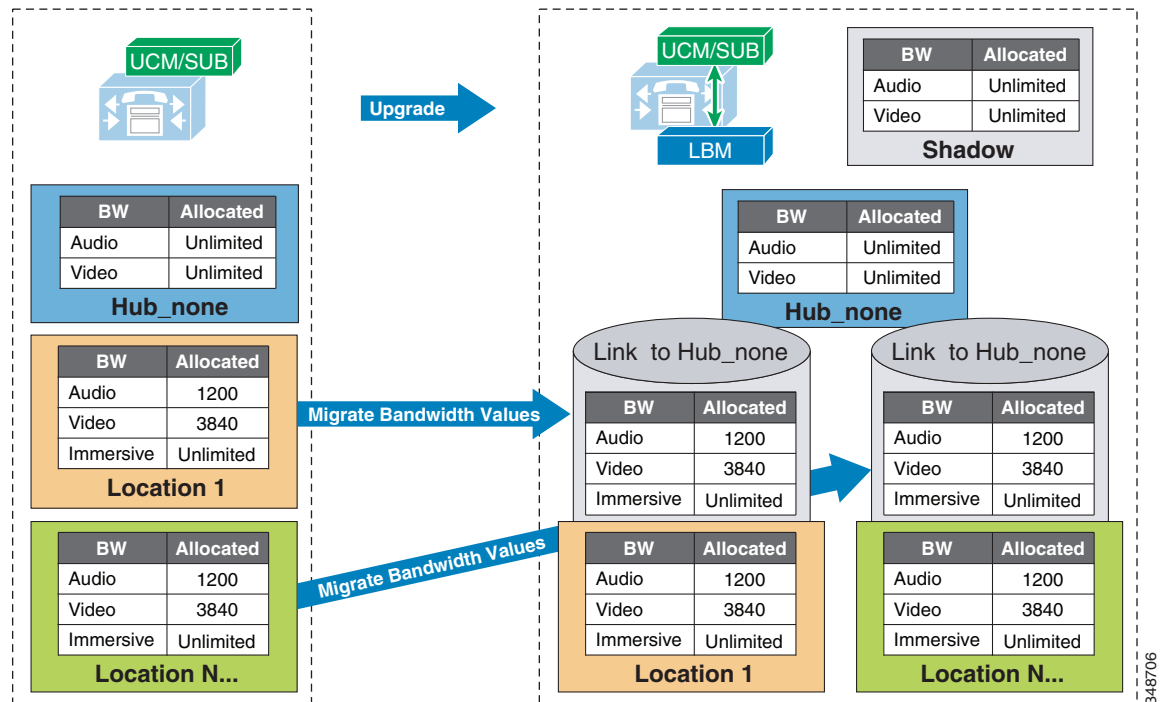 UCM/SUB
BW Allocated
Audio Unlimited
Video Unlimited
Hub_none
BW Allocated
Audio 1200
Video 3840
Immersive Unlimited
Location 1
BW Allocated
Audio 1200
Video 3840
Immersive Unlimited
Location N...
Upgrade
Migrate Bandwidth Values
Migrate Bandwidth Values
UCM/SUB
LBM
BW Allocated
Audio Unlimited
Video Unlimited
Shadow
BW Allocated
Audio Unlimited
Video Unlimited
Hub_none
Link to Hub_none
BW Allocated
Audio 1200
Video 3840
Immersive Unlimited
BW Allocated
Audio 1200
Video 3840
Immersive Unlimited
Location 1
Link to Hub_none
BW Allocated
Audio 1200
Video 3840
Immersive Unlimited
BW Allocated
Audio 1200
Video 3840
Immersive Unlimited
Location N...
348706